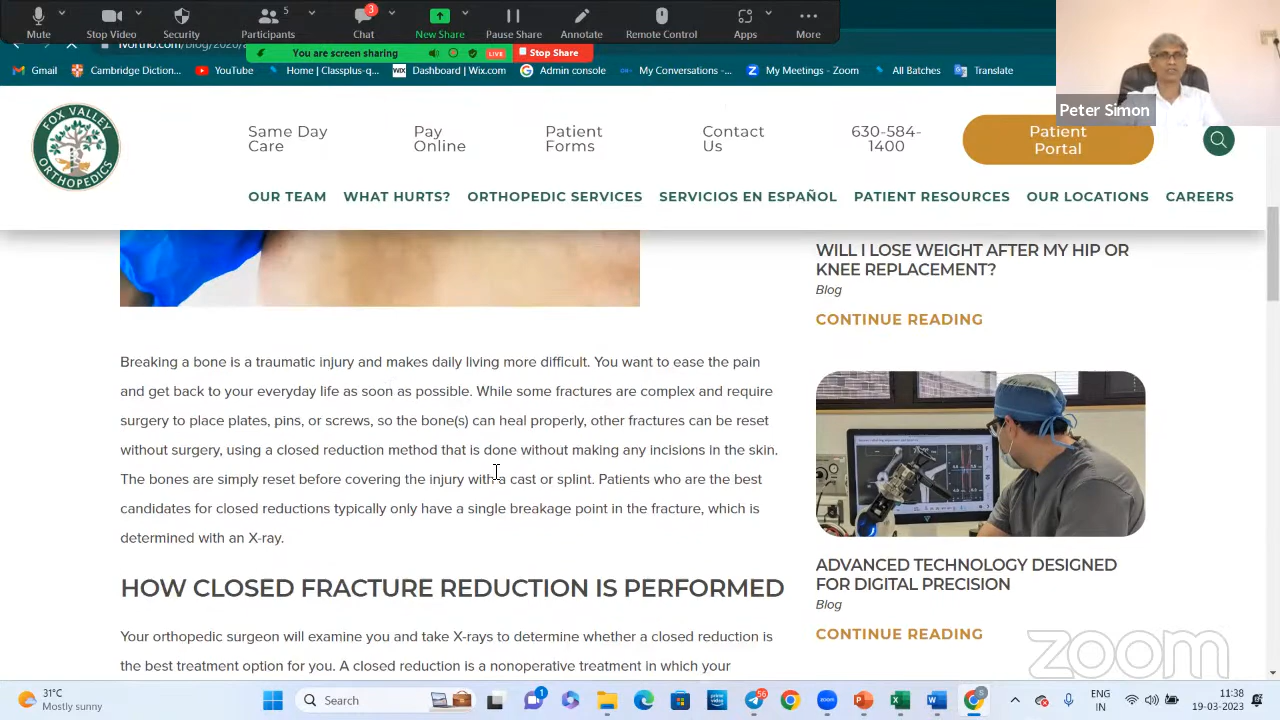 5
3
Mute
Stop Video
Security
Participants
Chat
New Share
Pause Share
Annotate
Remote Control
Apps
More
You are screen sharing
LIVE
Stop Share
Gmail
Cambridge Diction...
YouTube
Home | Classplus-q...
WIX
Dashboard | Wix.com
Admin console
My Conversations -...
My Meetings - Zoom
All Batches
Translate
Peter Simon
FOX VALLEY
ORTHOPEDICS
Same Day
Care
Pay
Online
Patient
Forms
Contact
Us
630-584-
1400
Patient
Portal
OUR TEAM
WHAT HURTS?
ORTHOPEDIC SERVICES
SERVICIOS EN ESPAÑOL
PATIENT RESOURCES
OUR LOCATIONS
CAREERS
Breaking a bone is a traumatic injury and makes daily living more difficult. You want to ease the pain
and get back to your everyday life as soon as possible. While some fractures are complex and require
surgery to place plates, pins, or screws, so the bone(s) can heal properly, other fractures can be reset
without surgery, using a closed reduction method that is done without making any incisions in the skin.
The bones are simply reset before covering the injury with a cast or splint. Patients who are the best
candidates for closed reductions typically only have a single breakage point in the fracture, which is
determined with an X-ray.
HOW CLOSED FRACTURE REDUCTION IS PERFORMED
Your orthopedic surgeon will examine you and take X-rays to determine whether a closed reduction is
the best treatment option for you. A closed reduction is a nonoperative treatment in which your
WILL I LOSE WEIGHT AFTER MY HIP OR
KNEE REPLACEMENT?
Blog
CONTINUE READING
ADVANCED TECHNOLOGY DESIGNED
FOR DIGITAL PRECISION
Blog
CONTINUE READING
zoom
31°C
Mostly sunny
Search
1
56
ENG
IN
11:38
19-03-2023